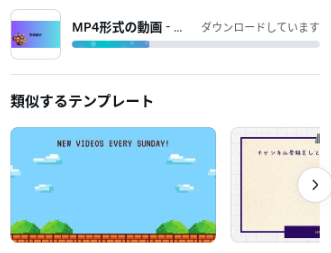 MP4形式の動画 - ...
ダウンロードしています
類似するテンプレート
NEW VIDEOS EVERY SUNDAY!
チャンネル登録をして